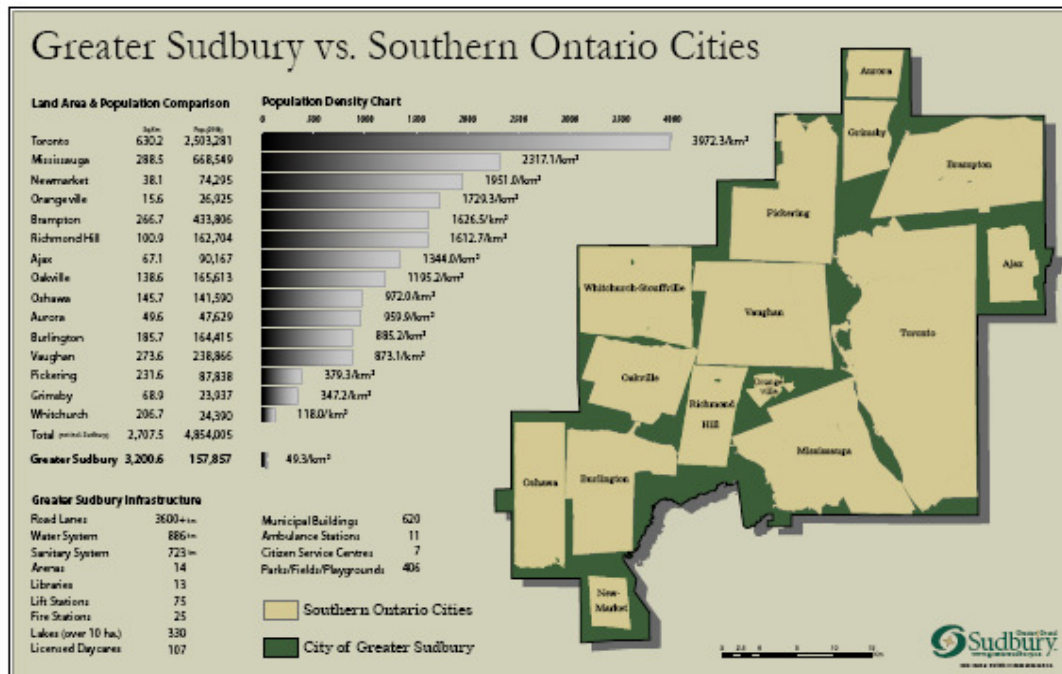 Greater Sudbury vs. Southern Ontario Cities
Land Area & Population Comparison
Toronto 630.2 2,503,281
Mississauga 288.5 668,549
Newmarket 38.1 74,295
Orangeville 15.6 26,925
Brampton 266.7 433,806
Richmond Hill 100.9 162,704
Ajax 67.1 90,167
Oakville 138.6 165,613
Oshawa 145.7 141,590
Aurora 49.6 47,629
Burlington 185.7 164,415
Vaughan 273.6 238,866
Pickering 231.6 87,838
Grimsby 68.9 23,937
Whitchurch 206.7 24,390
Total 2,707.5 4,854,005
Greater Sudbury 3,200.6 157,857
Population Density Chart
0 500 1000 1500 2000 2500 3000 3500 4000
3972.3/km²
2317.1/km²
1951.0/km²
1729.3/km²
1626.5/km²
1612.7/km²
1344.0/km²
1195.2/km²
972.0/km²
959.9/km²
885.2/km²
873.1/km²
379.3/km²
347.2/km²
118.0/km²
49.3/km²
Greater Sudbury Infrastructure
Road Lanes 3600+ km
Water System 886 km
Sanitary System 723 km
Arenas 14
Libraries 13
Lift Stations 75
Fire Stations 25
Lakes (over 10 ha.) 330
Licensed Daycares 107
Municipal Buildings 620
Ambulance Stations 11
Citizen Service Centres 7
Parks/Fields/Playgrounds 406
Southern Ontario Cities
City of Greater Sudbury
Aurora
Grimsby
Brampton
Pickering
Ajax
Whitchurch-Stouffville
Vaughan
Toronto
Oakville
Orange-
ville
Richmond
Hill
Mississauga
Oshawa
Burlington
New-
Market
0 2.5 5 10 15
Sudbury